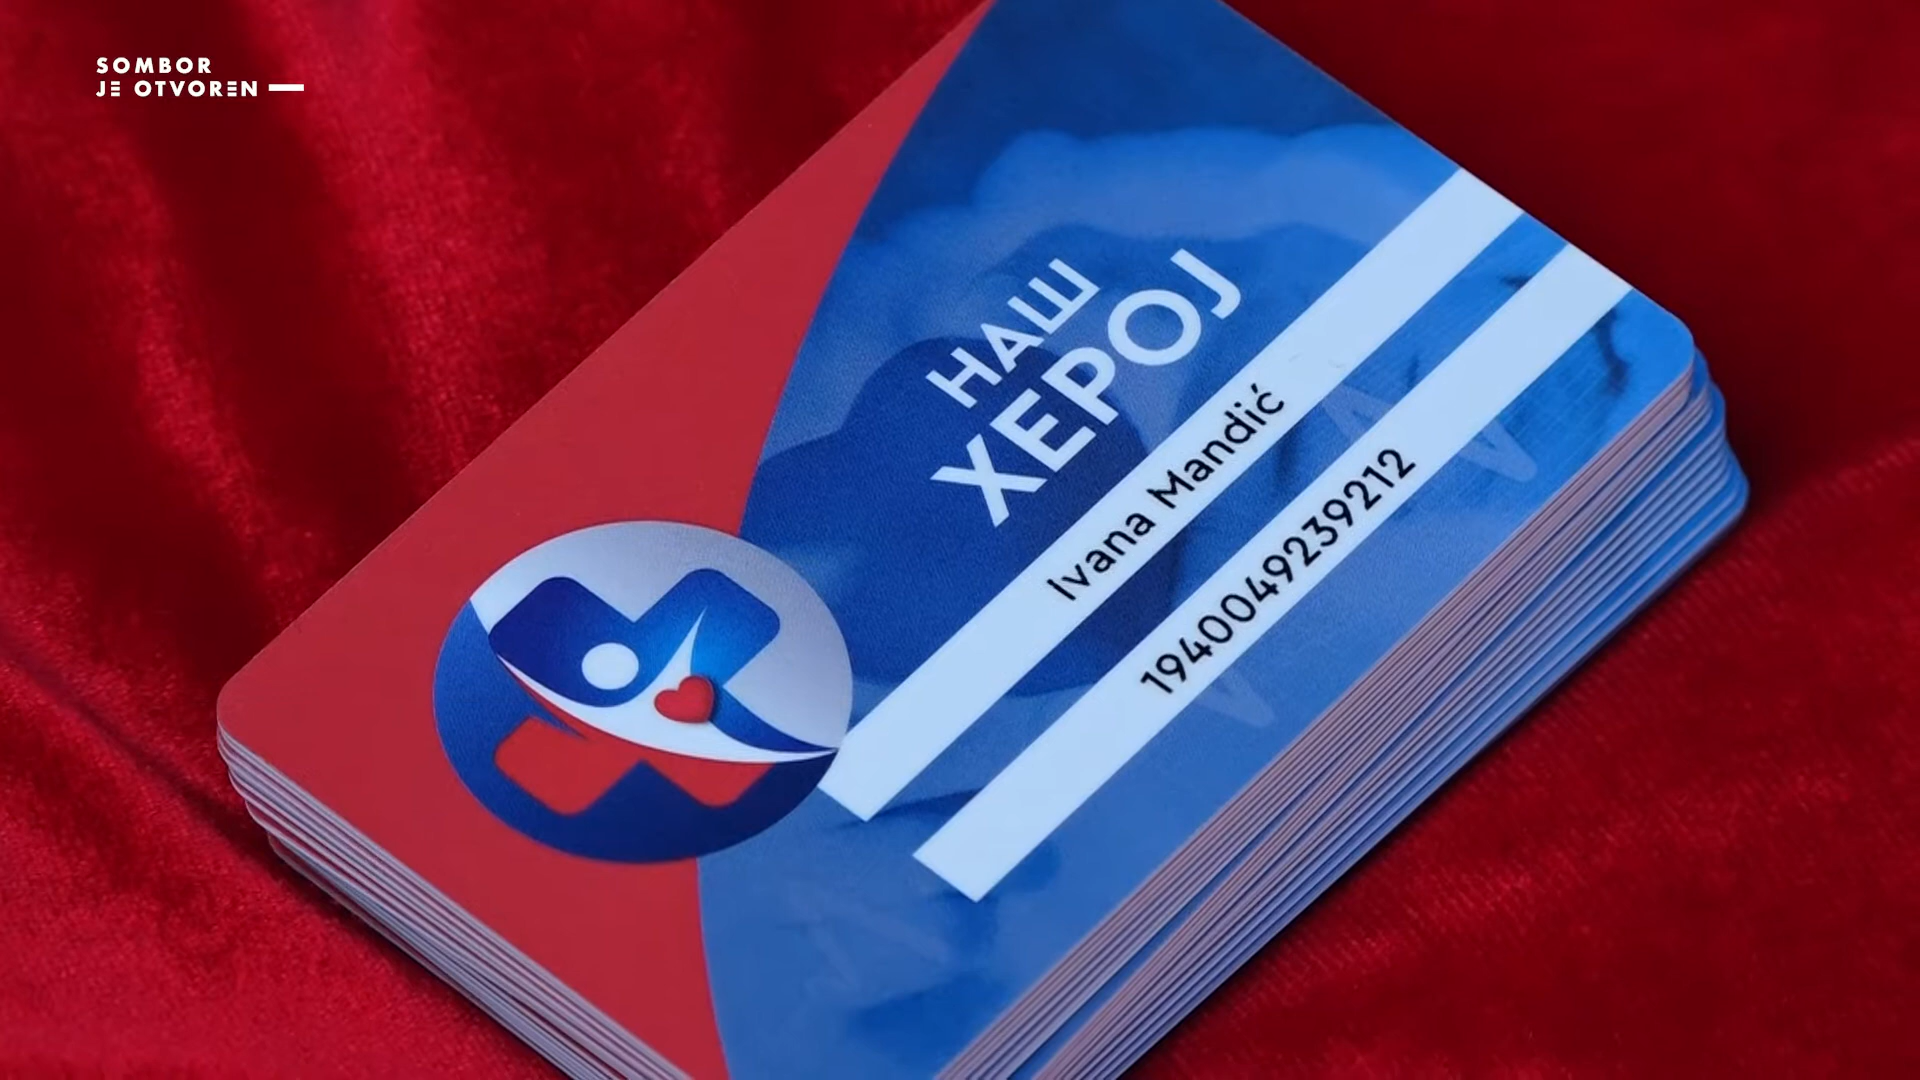 SOMBOR
JE OTVOREN
НАШ
ХЕРОЈ
Ivana Mandić
1940049239212